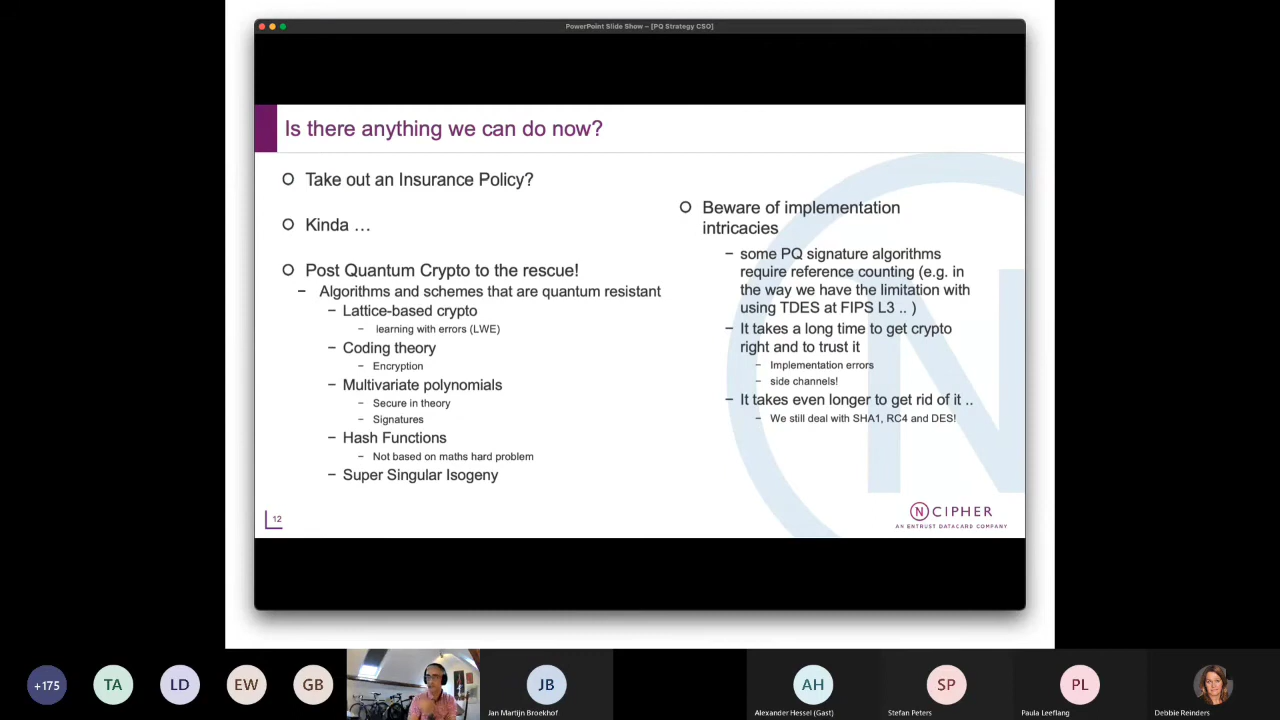 PowerPoint Slide Show – [PQ Strategy CSO]
Is there anything we can do now?
Take out an Insurance Policy?
Kinda …
Post Quantum Crypto to the rescue!
– Algorithms and schemes that are quantum resistant
– Lattice-based crypto
– learning with errors (LWE)
– Coding theory
– Encryption
– Multivariate polynomials
– Secure in theory
– Signatures
– Hash Functions
– Not based on maths hard problem
– Super Singular Isogeny
Beware of implementation
intricacies
– some PQ signature algorithms
require reference counting (e.g. in
the way we have the limitation with
using TDES at FIPS L3 .. )
– It takes a long time to get crypto
right and to trust it
– Implementation errors
– side channels!
– It takes even longer to get rid of it ..
– We still deal with SHA1, RC4 and DES!
12
N CIPHER
AN ENTRUST DATACARD COMPANY
+175
TA
LD
EW
GB
JB
Jan Martijn Broekhof
AH
Alexander Hessel (Gast)
SP
Stefan Peters
PL
Paula Leeflang
Debbie Reinders